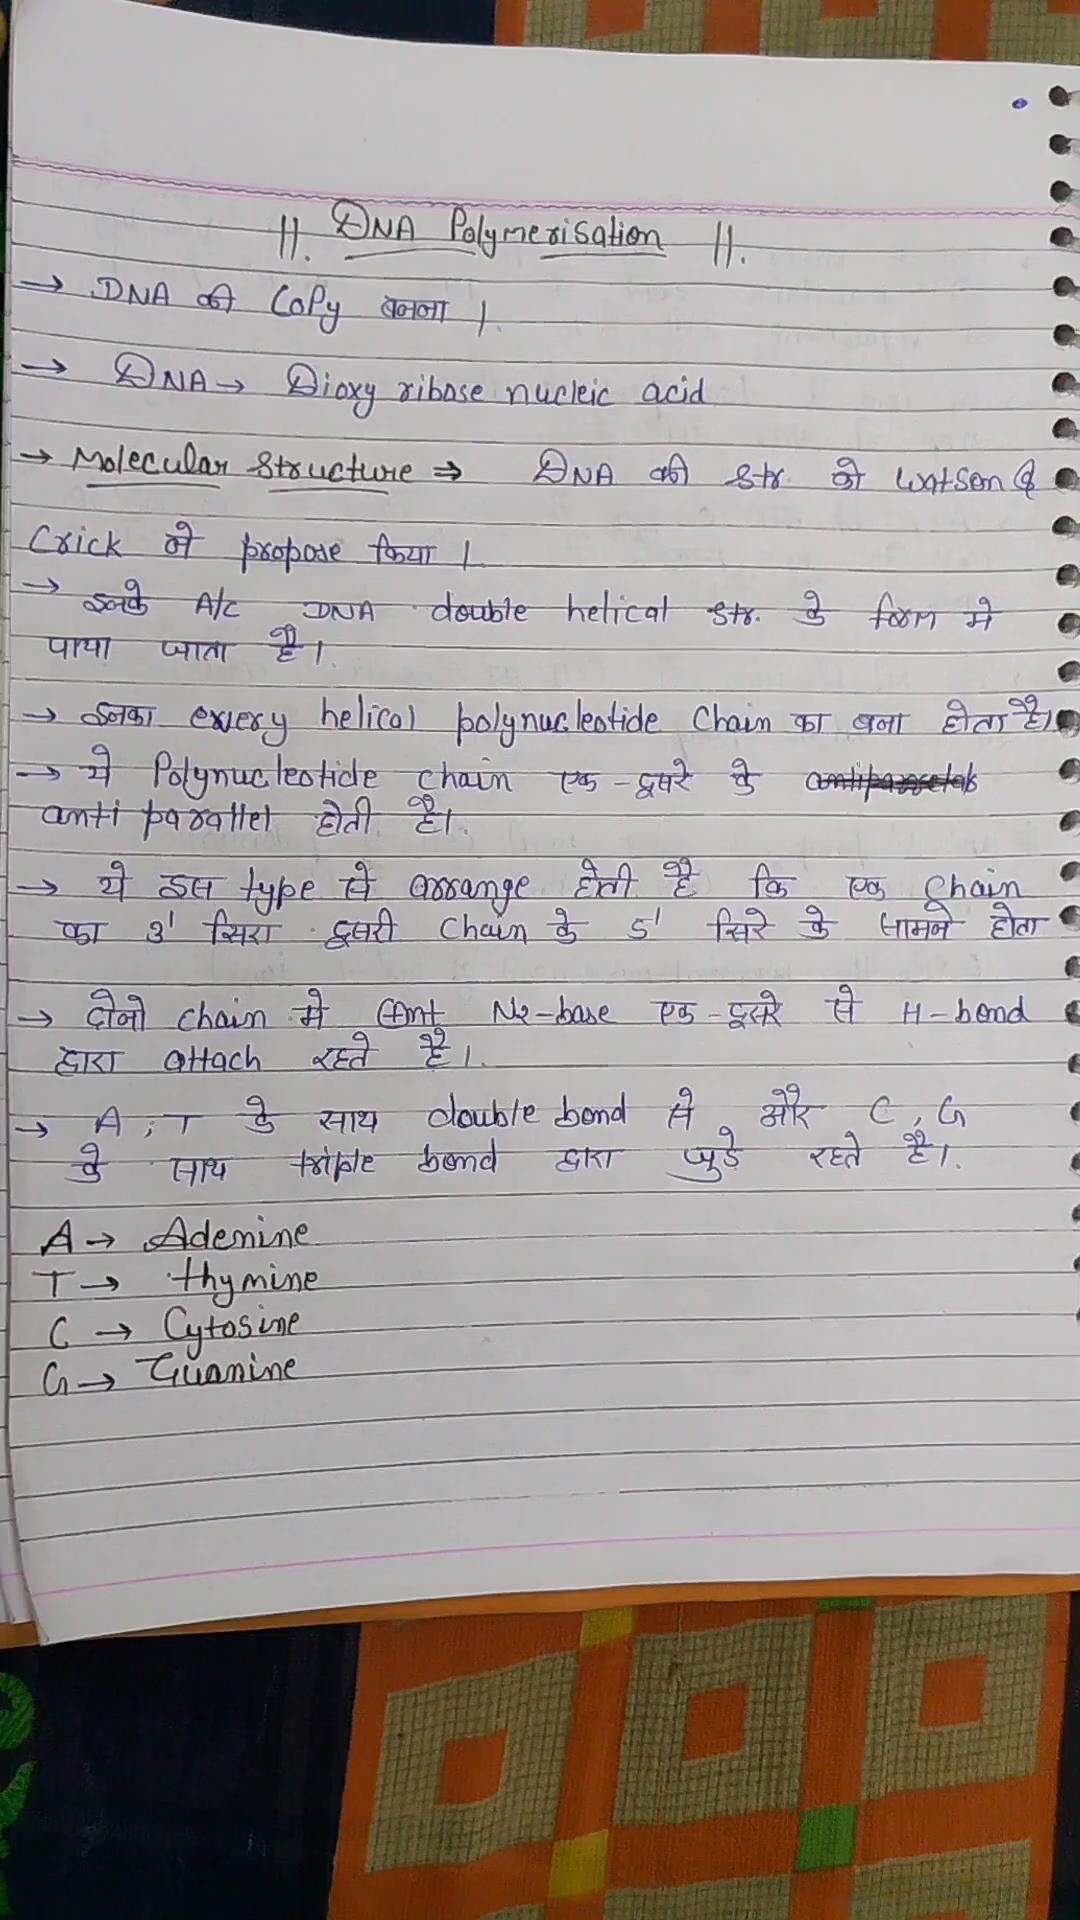 ||. DNA Polymerisation ||.
→ DNA की Copy बनना |.
→ DNA → Dioxy ribose nucleic acid
→ Molecular Structure ⇒ DNA की Str. को Watson &
Crick ने propose किया |.
→ इनके A/c DNA double helical Str. के form मे
पाया जाता है |.
→ इनका every helical polynucleotide Chain का बना होता है|
→ ये Polynucleotide chain एक-दूसरे के
anti parallel होती है|.
→ ये इस type से arrange होती है कि एक Chain
का 3' सिरा दूसरी Chain के 5' सिरे के सामने होता
→ दोनो chain मे N2-base एक-दूसरे से H-bond
द्वारा attach रहते है |.
→ A, T के साथ double bond से और C, G
के साथ triple bond द्वारा जुड़े रहते है|.
A → Adenine
T → thymine
C → Cytosine
G → Guanine